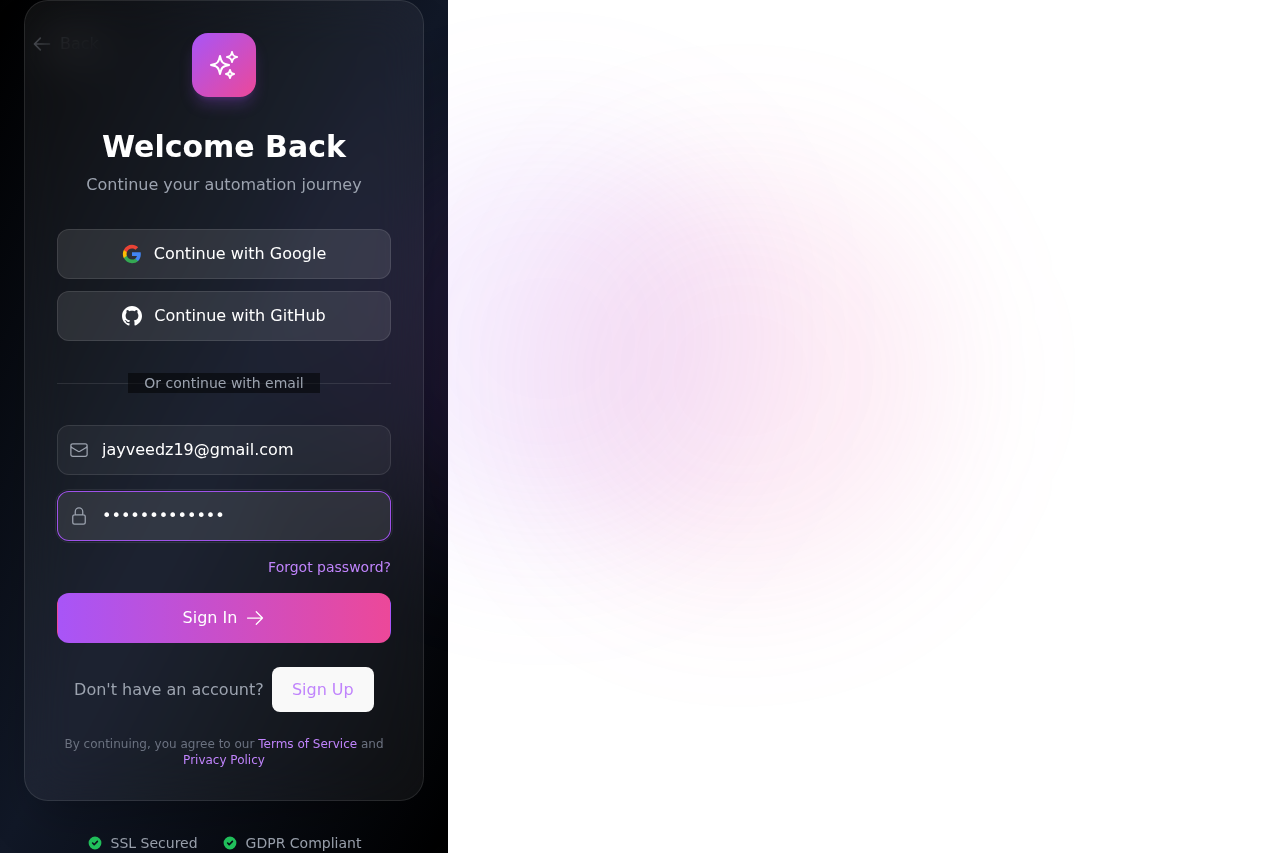 Back
Welcome Back
Continue your automation journey
Continue with Google
Continue with GitHub
Or continue with email
jayveedz19@gmail.com
•••••••••••••
Forgot password?
Sign In
Don't have an account? Sign Up
By continuing, you agree to our Terms of Service and
Privacy Policy
SSL Secured GDPR Compliant